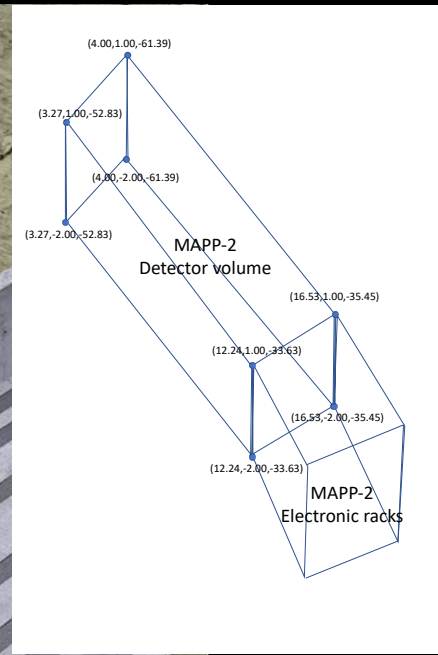 (4.00,1.00,-61.39)
(3.27,1.00,-52.83)
(4.00,-2.00,-61.39)
(3.27,-2.00,-52.83)
MAPP-2
Detector volume
(16.53,1.00,-35.45)
(12.24,1.00,-33.63)
(16.53,-2.00,-35.45)
(12.24,-2.00,-33.63)
MAPP-2
Electronic racks